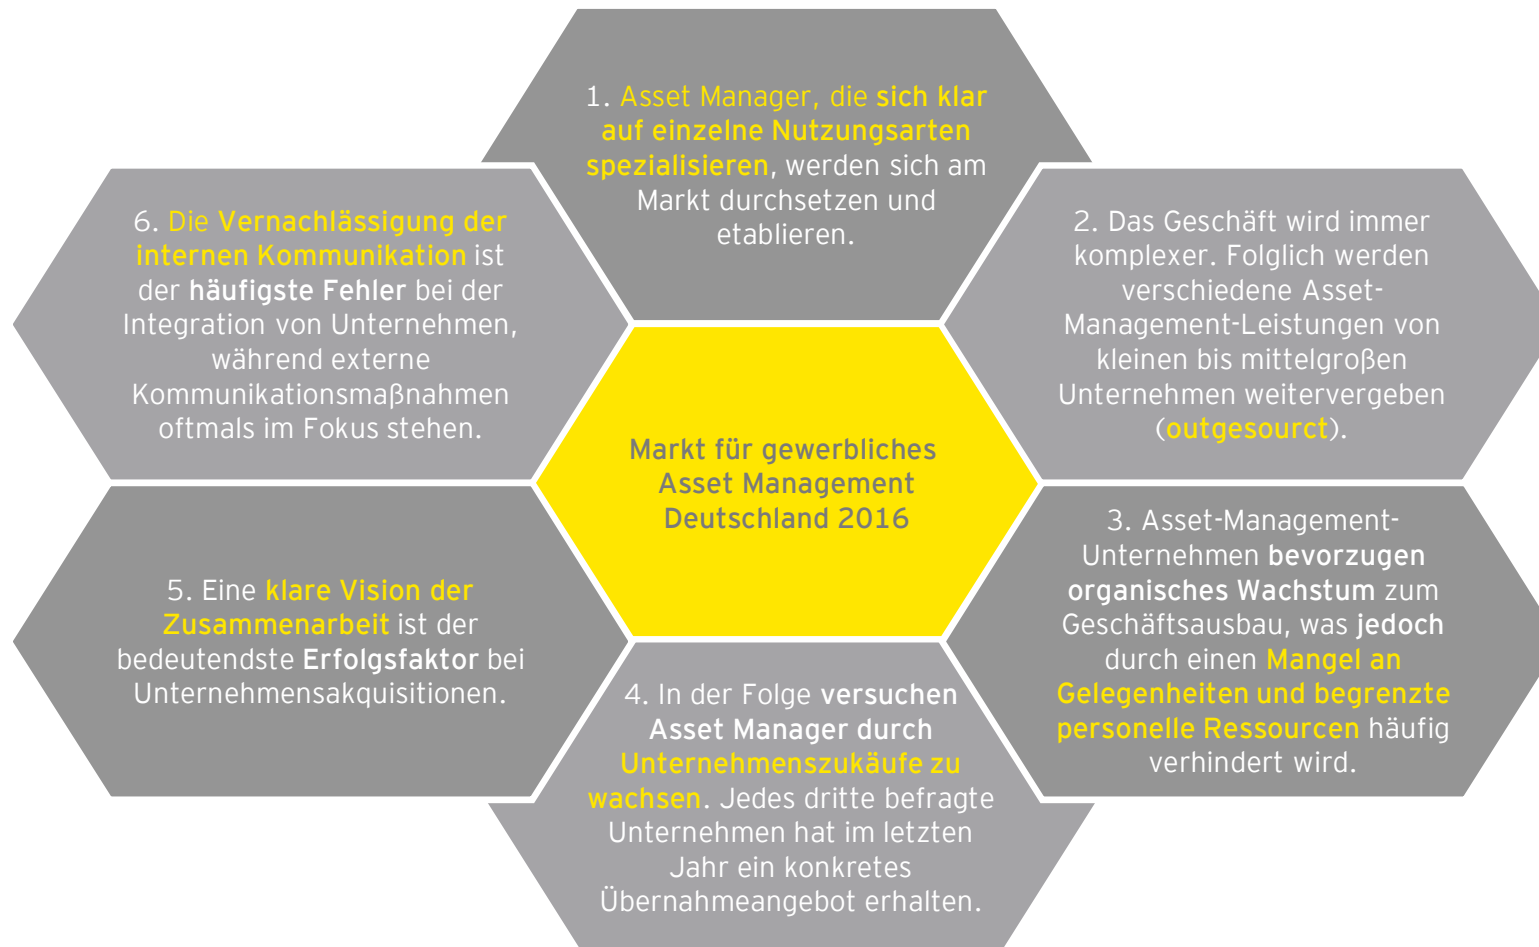 1. Asset Manager, die sich klar
auf einzelne Nutzungsarten
spezialisieren, werden sich am
Markt durchsetzen und
etablieren.
2. Das Geschäft wird immer
komplexer. Folglich werden
verschiedene Asset-
Management-Leistungen von
kleinen bis mittelgroßen
Unternehmen weitervergeben
(outgesourct).
3. Asset-Management-
Unternehmen bevorzugen
organisches Wachstum zum
Geschäftsausbau, was jedoch
durch einen Mangel an
Gelegenheiten und begrenzte
personelle Ressourcen häufig
verhindert wird.
4. In der Folge versuchen
Asset Manager durch
Unternehmenszukäufe zu
wachsen. Jedes dritte befragte
Unternehmen hat im letzten
Jahr ein konkretes
Übernahmeangebot erhalten.
5. Eine klare Vision der
Zusammenarbeit ist der
bedeutendste Erfolgsfaktor bei
Unternehmensakquisitionen.
6. Die Vernachlässigung der
internen Kommunikation ist
der häufigste Fehler bei der
Integration von Unternehmen,
während externe
Kommunikationsmaßnahmen
oftmals im Fokus stehen.
Markt für gewerbliches
Asset Management
Deutschland 2016